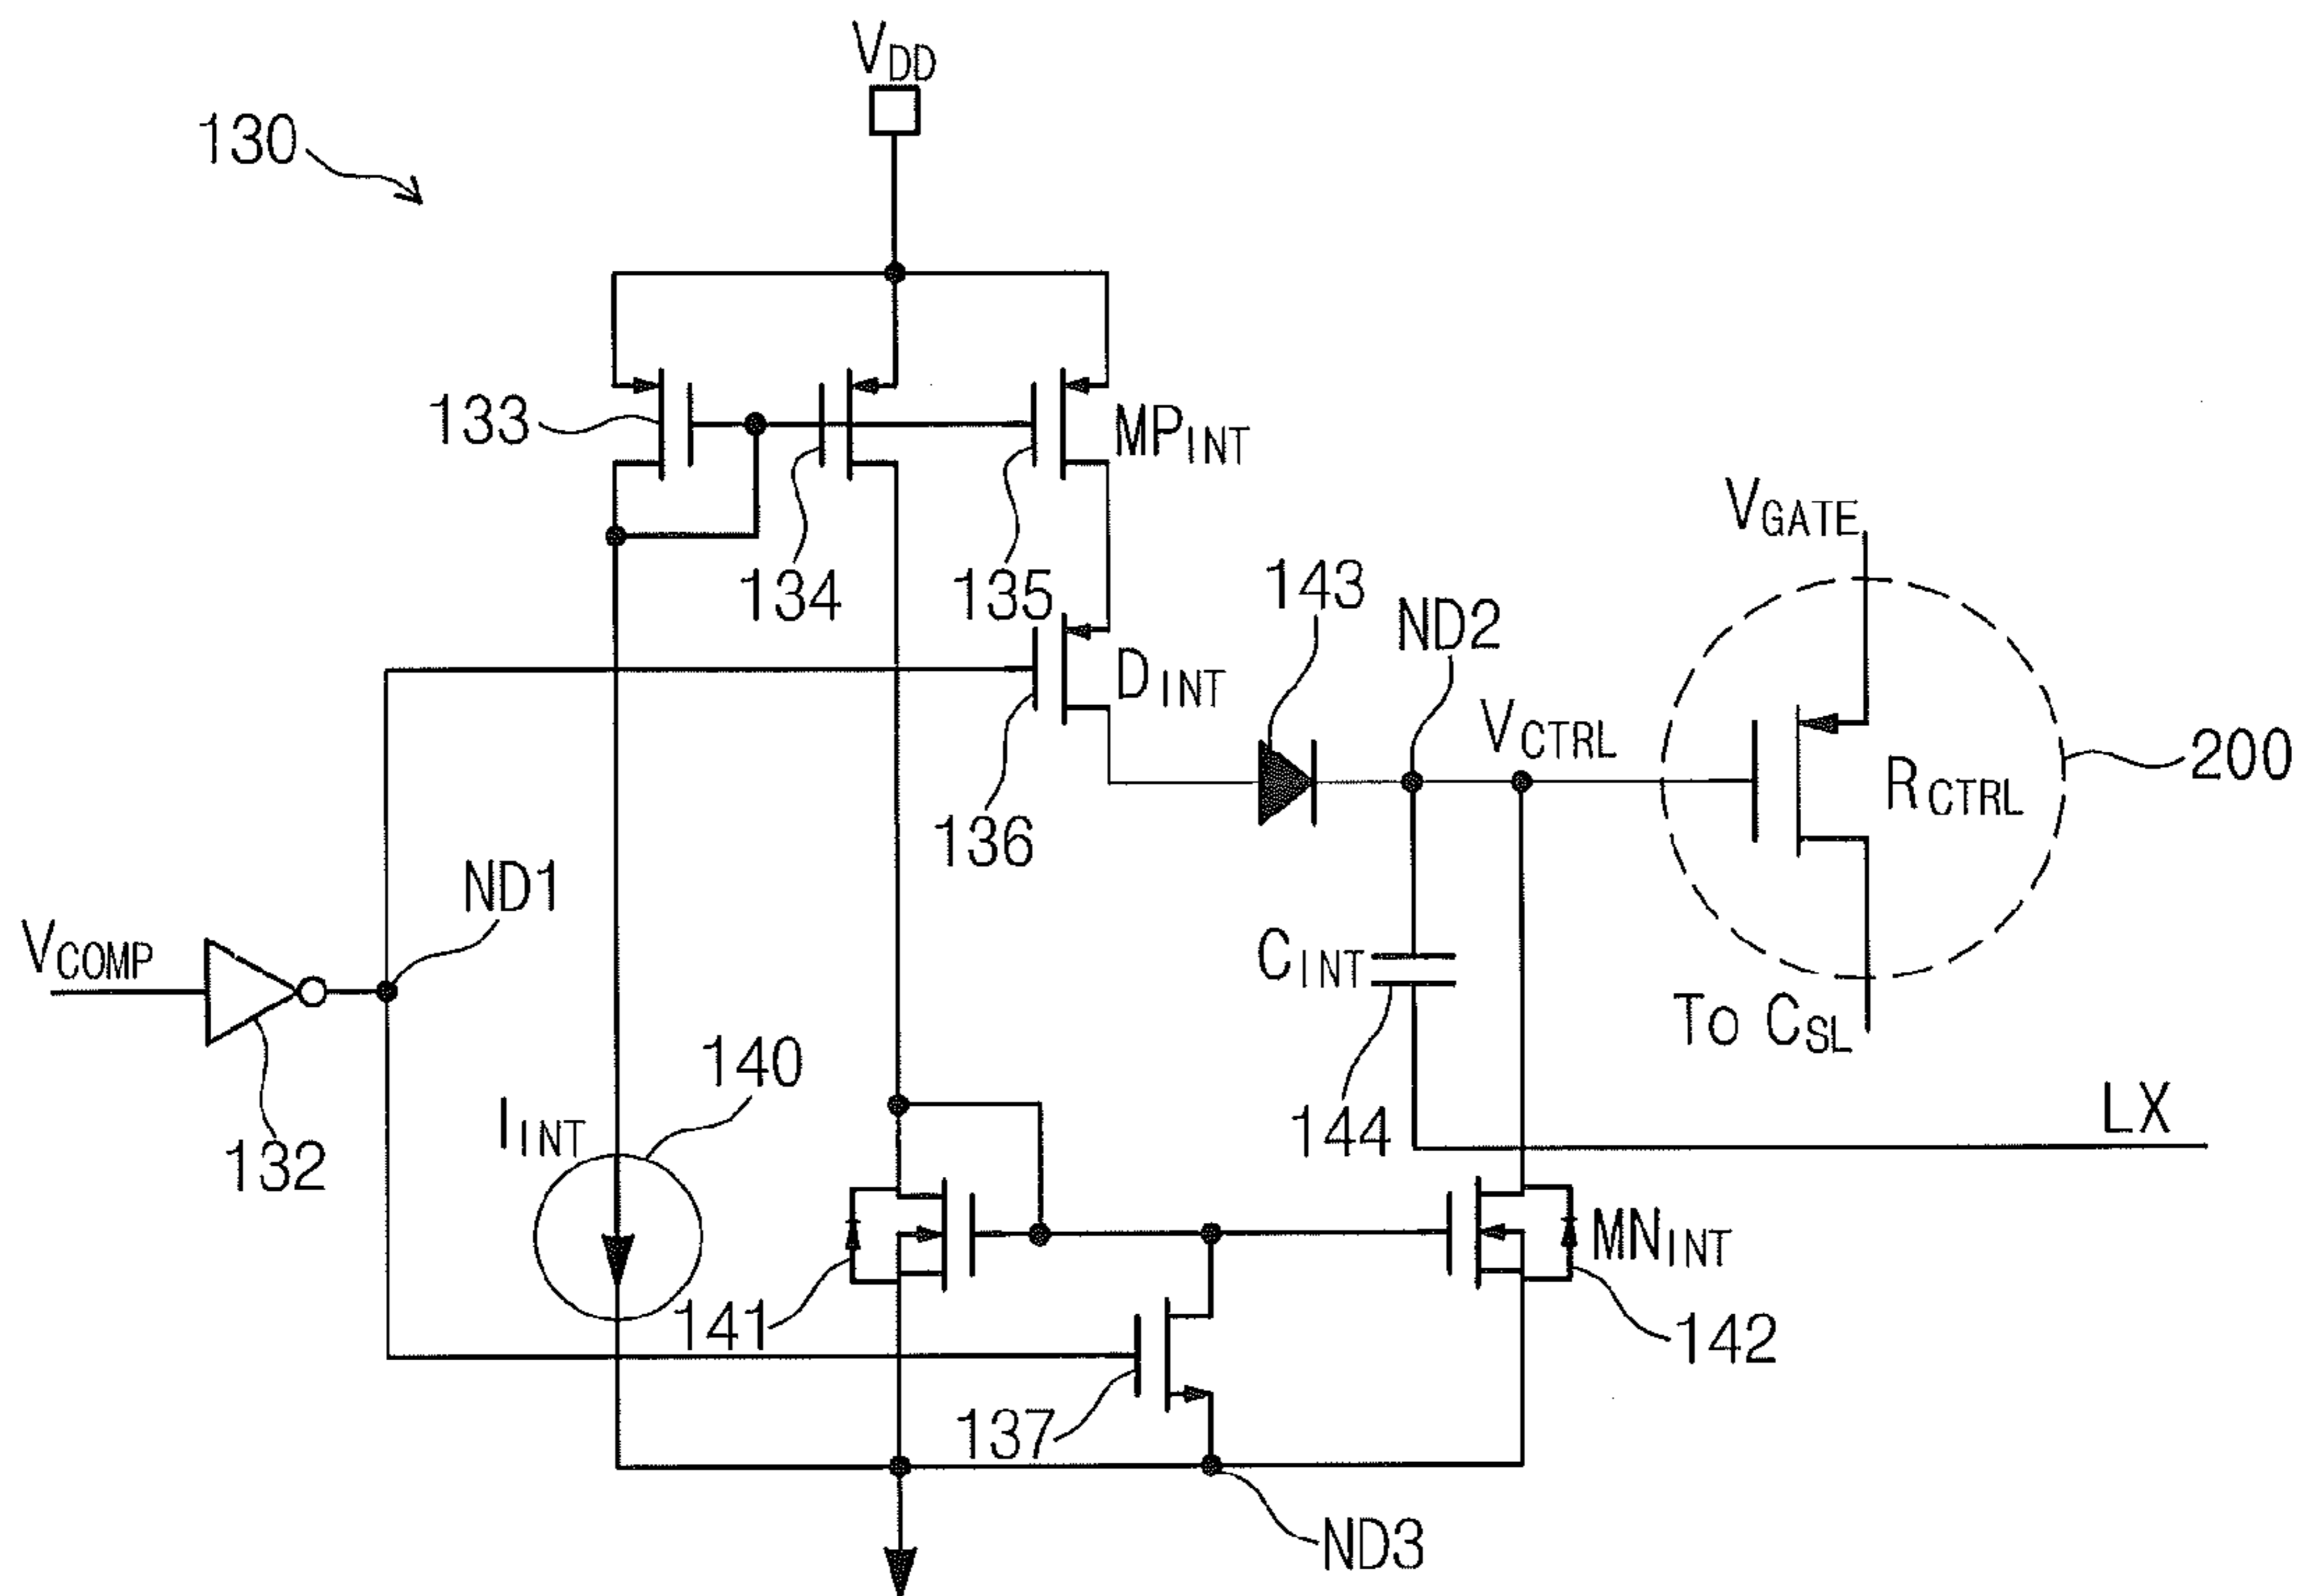 VDD
130
133
MPINT
134
135
VGATE
143
ND2
DINT
VCTRL
RCTRL
200
136
ND1
VCOMP
CINT
To CSL
140
IINT
144
LX
132
MNINT
141
142
137
ND3